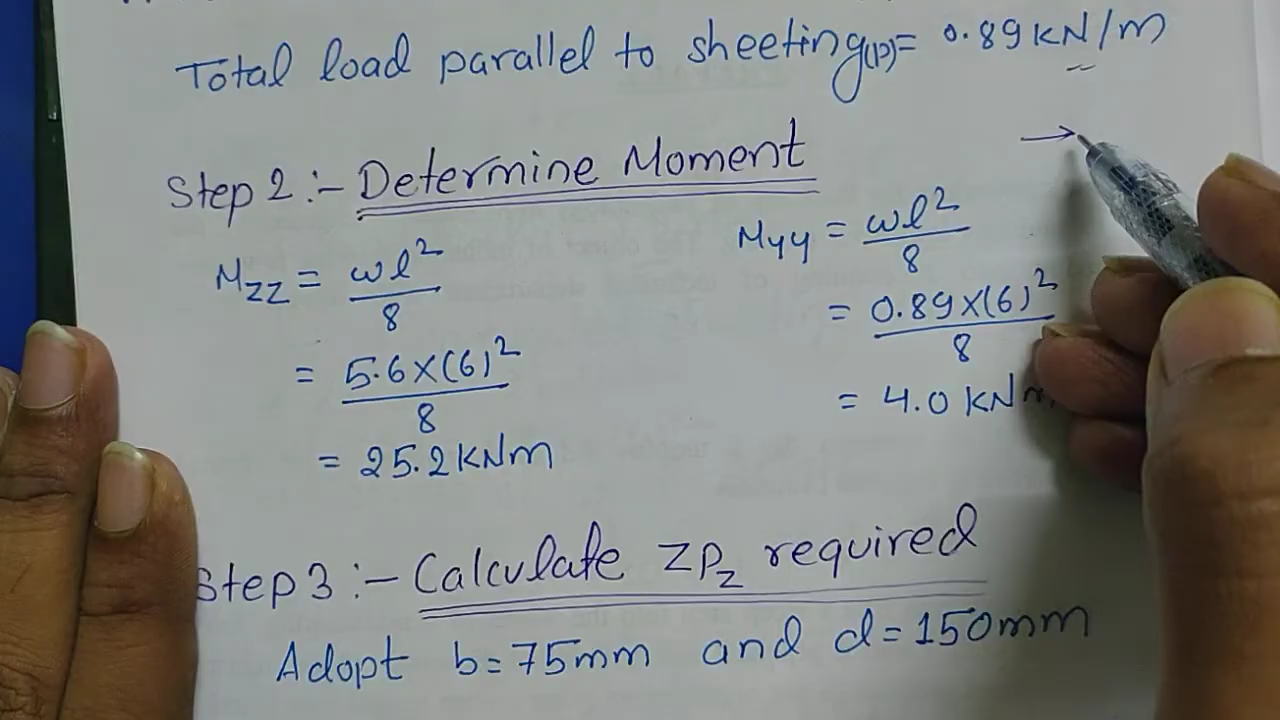 Total load parallel to sheeting(P)= 0.89 KN/m
Step 2:- Determine Moment
Mzz = wl²/8
= 5.6×(6)²/8
= 25.2 KNm
Myy = wl²/8
= 0.89×(6)²/8
= 4.0 KNm
Step 3:- Calculate ZPz required
Adopt b=75mm and d=150mm